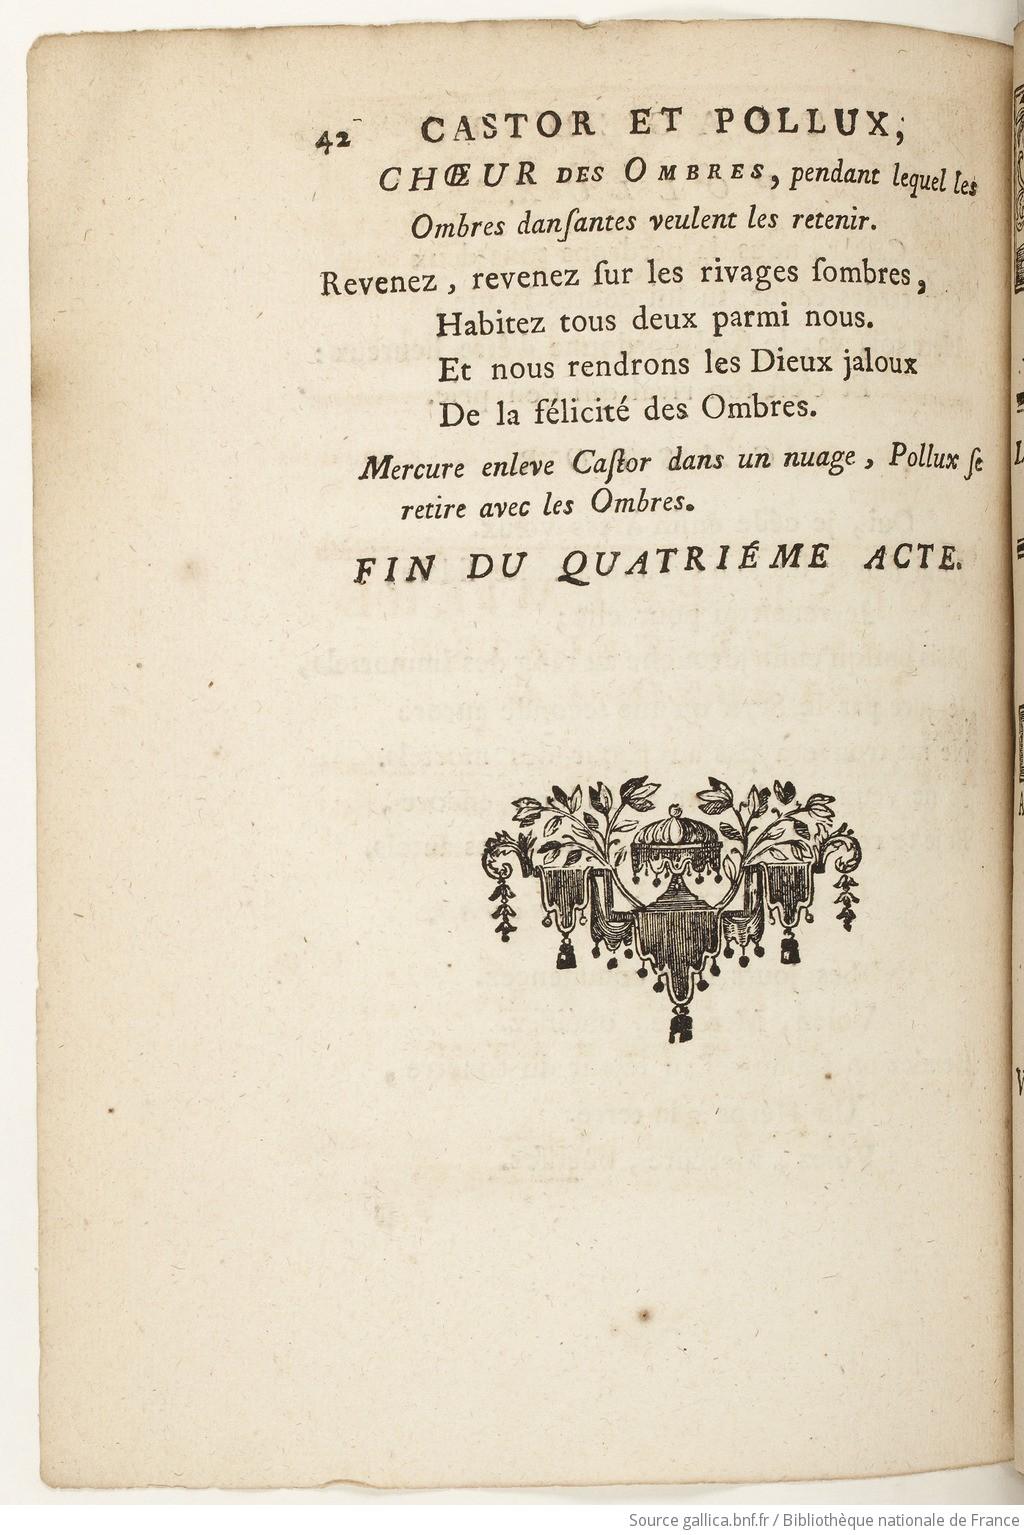 42 CASTOR ET POLLUX,
CHŒUR DES OMBRES, pendant lequel les
Ombres danſantes veulent les retenir.
Revenez, revenez ſur les rivages ſombres,
Habitez tous deux parmi nous.
Et nous rendrons les Dieux jaloux
De la félicité des Ombres.
Mercure enleve Caſtor dans un nuage, Pollux ſe
retire avec les Ombres.
FIN DU QUATRIÉME ACTE.
Source gallica.bnf.fr / Bibliothèque nationale de France